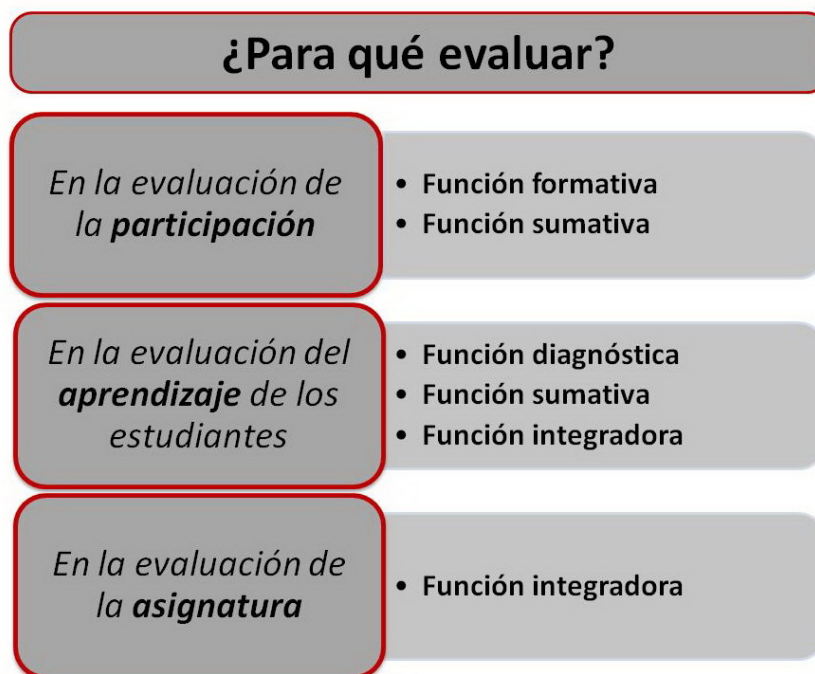 ¿Para qué evaluar?
En la evaluación de
la participación
• Función formativa
• Función sumativa
En la evaluación del
aprendizaje de los
estudiantes
• Función diagnóstica
• Función sumativa
• Función integradora
En la evaluación de
la asignatura
• Función integradora